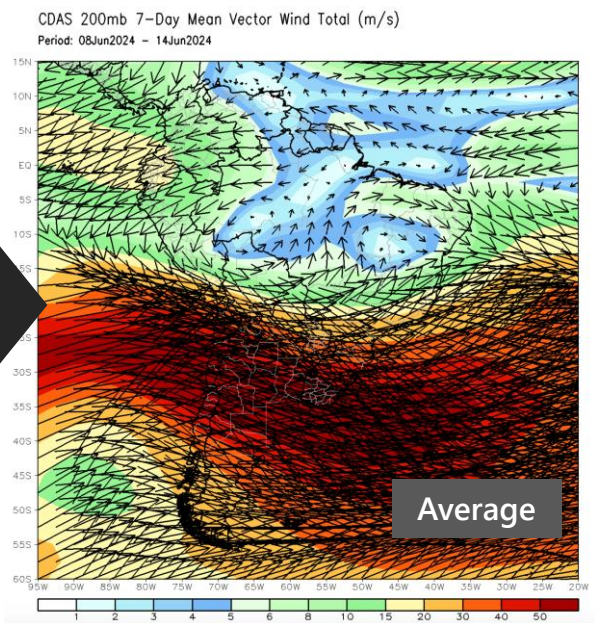 CDAS 200mb 7-Day Mean Vector Wind Total (m/s)
Period: 08Jun2024 - 14Jun2024
15N
10N
5N
EQ
5S
10S
5S
25S
30S
35S
40S
45S
50S
55S
60S
Average
95W 90W 85W 80W 75W 70W 65W 60W 55W 50W 45W 40W 35W 30W 25W 20W
1 2 3 4 5 6 8 10 15 20 30 40 50